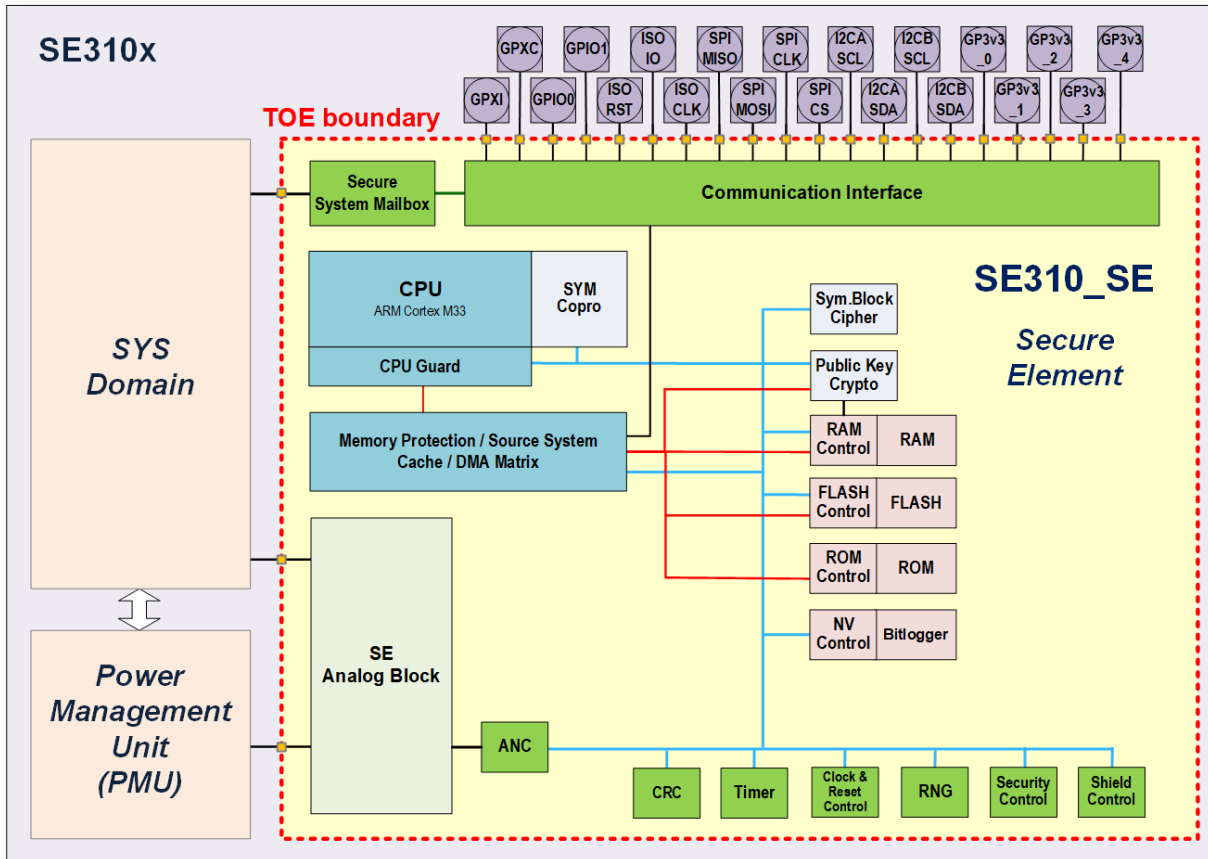 SE310x
GPXC
GPIO1
ISO
IO
SPI
MISO
SPI
CLK
I2CA
SCL
I2CB
SCL
GP3v3
_0
GP3v3
_2
GP3v3
_4
GPXI
GPIO0
ISO
RST
ISO
CLK
SPI
MOSI
SPI
CS
I2CA
SDA
I2CB
SDA
GP3v3
_1
GP3v3
_3
TOE boundary
Secure
System Mailbox
Communication Interface
SYS
Domain
CPU
ARM Cortex M33
SYM
Copro
CPU Guard
Memory Protection / Source System
Cache / DMA Matrix
SE310_SE
Secure
Element
Sym.Block
Cipher
Public Key
Crypto
RAM
Control
RAM
FLASH
Control
FLASH
ROM
Control
ROM
NV
Control
Bitlogger
SE
Analog Block
Power
Management
Unit
(PMU)
ANC
CRC
Timer
Clock &
Reset
Control
RNG
Security
Control
Shield
Control